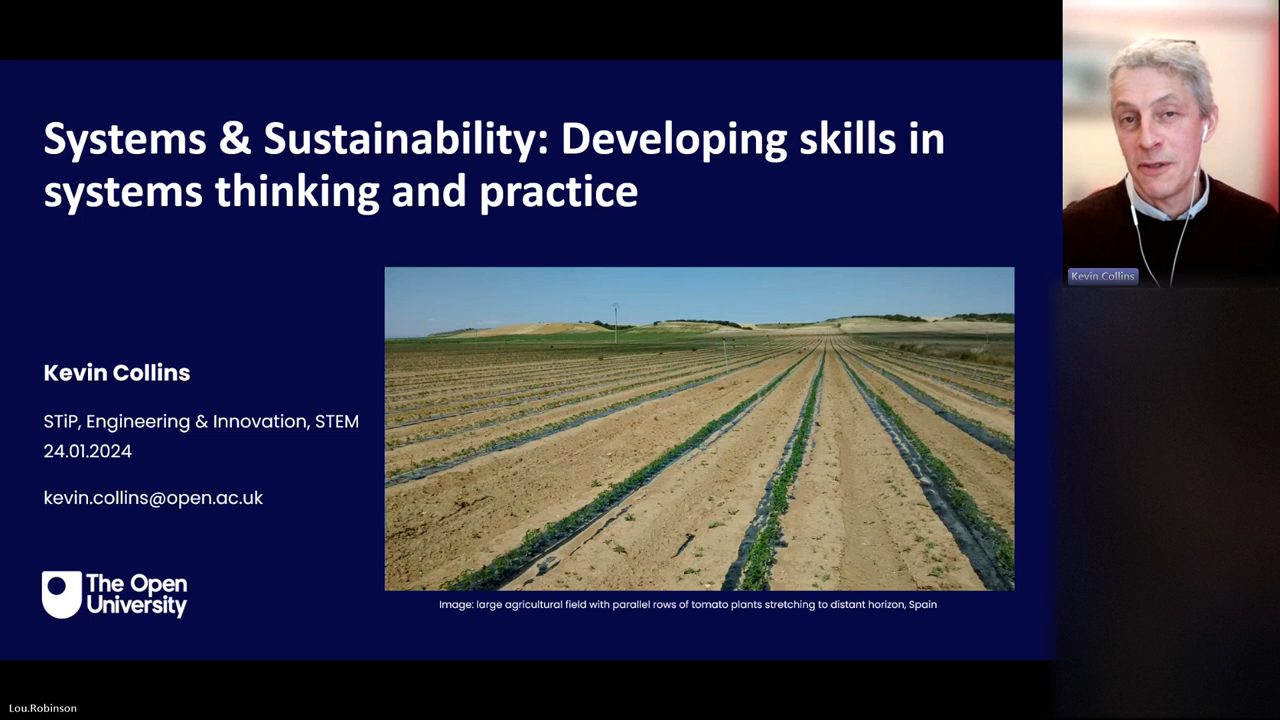 Systems & Sustainability: Developing skills in
systems thinking and practice
Kevin Collins
STiP, Engineering & Innovation, STEM
24.01.2024
kevin.collins@open.ac.uk
The Open
University
Image: large agricultural field with parallel rows of tomato plants stretching to distant horizon, Spain
Kevin.Collins
Lou.Robinson